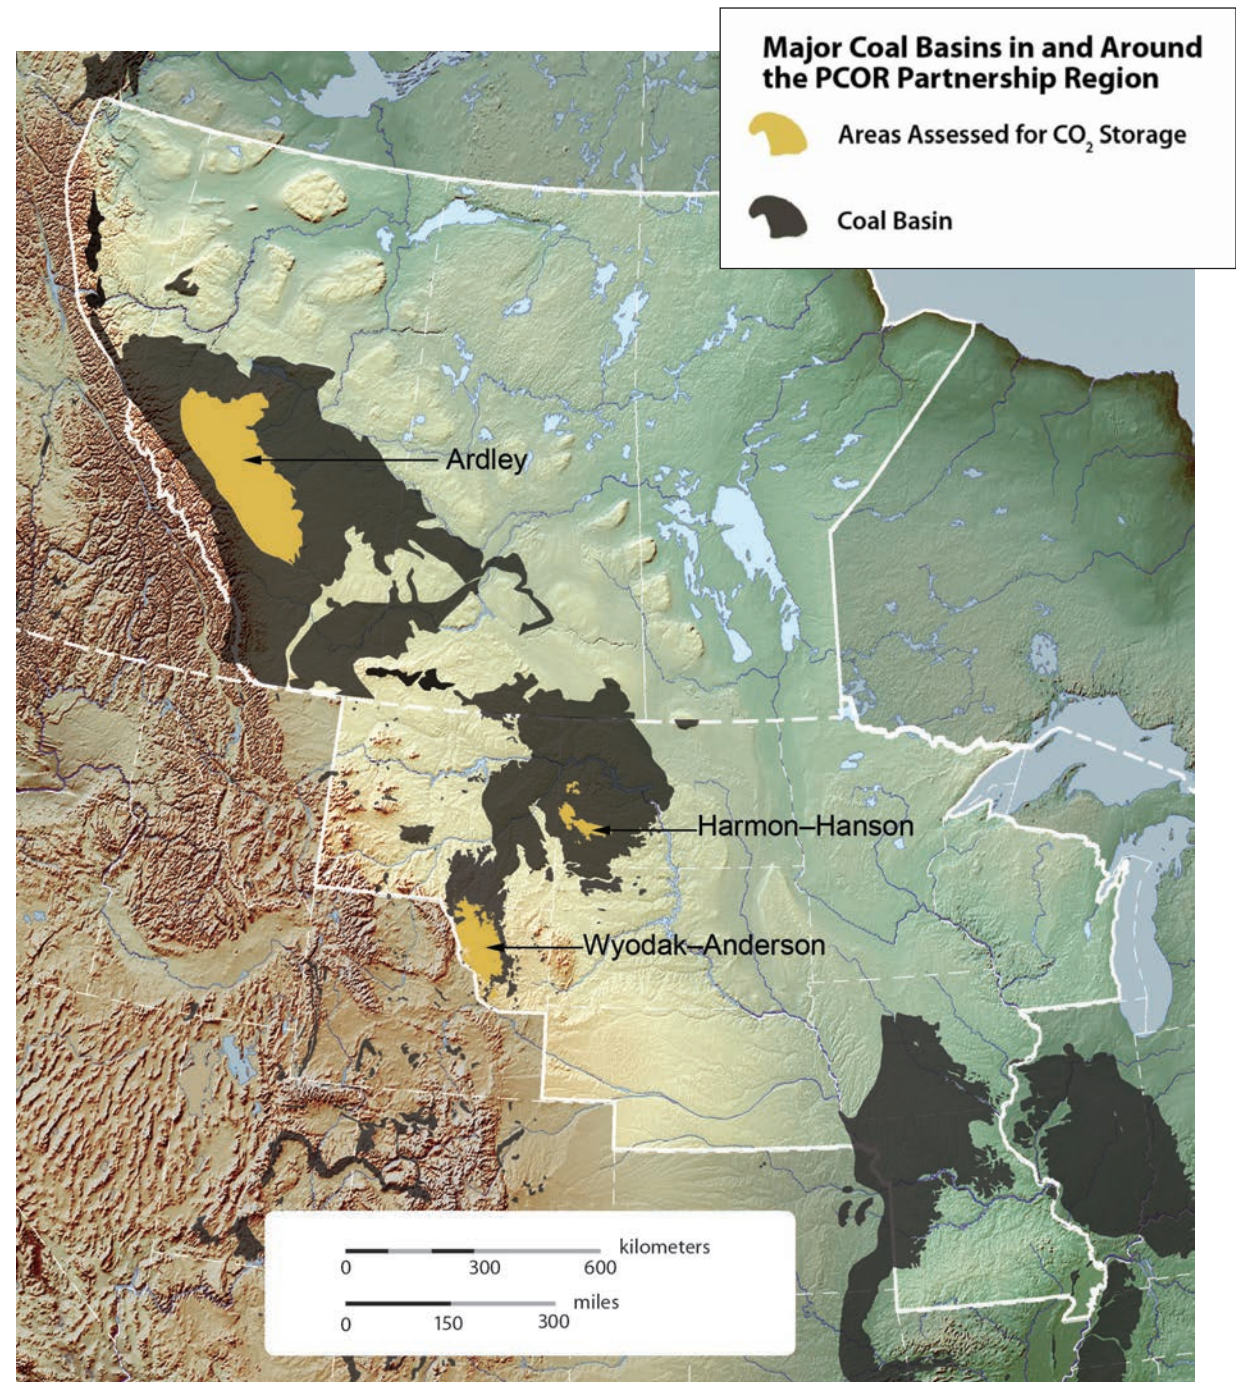 Major Coal Basins in and Around
the PCOR Partnership Region
Areas Assessed for CO₂ Storage
Coal Basin
Ardley
Harmon–Hanson
Wyodak–Anderson
kilometers
0 300 600
miles
0 150 300